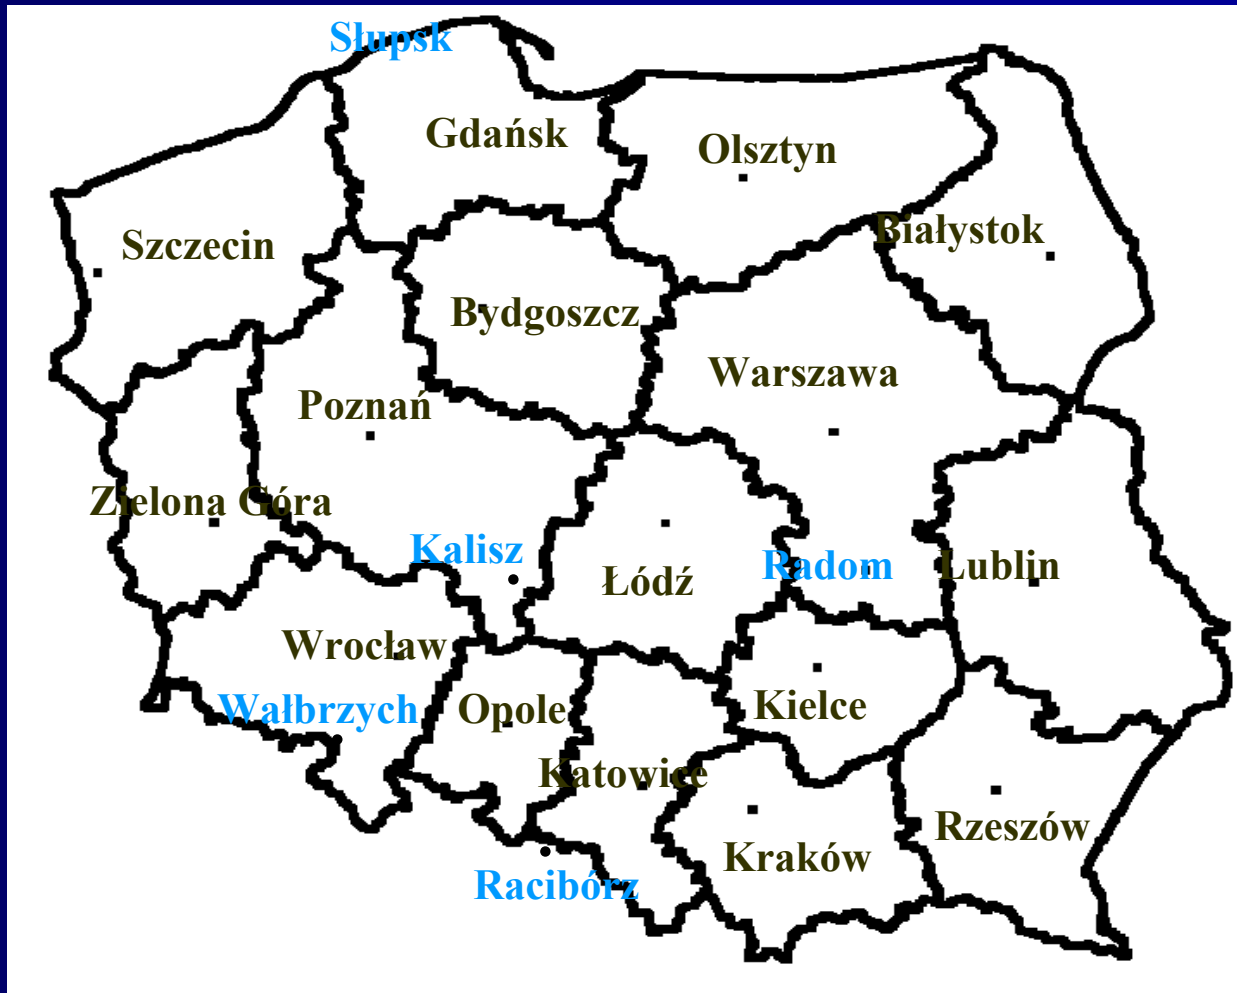 Słupsk
Gdańsk
Olsztyn
Białystok
Szczecin
Bydgoszcz
Warszawa
Poznań
Zielona Góra
Kalisz
Radom
Lublin
Łódź
Wrocław
Wałbrzych
Opole
Kielce
Katowice
Rzeszów
Kraków
Racibórz